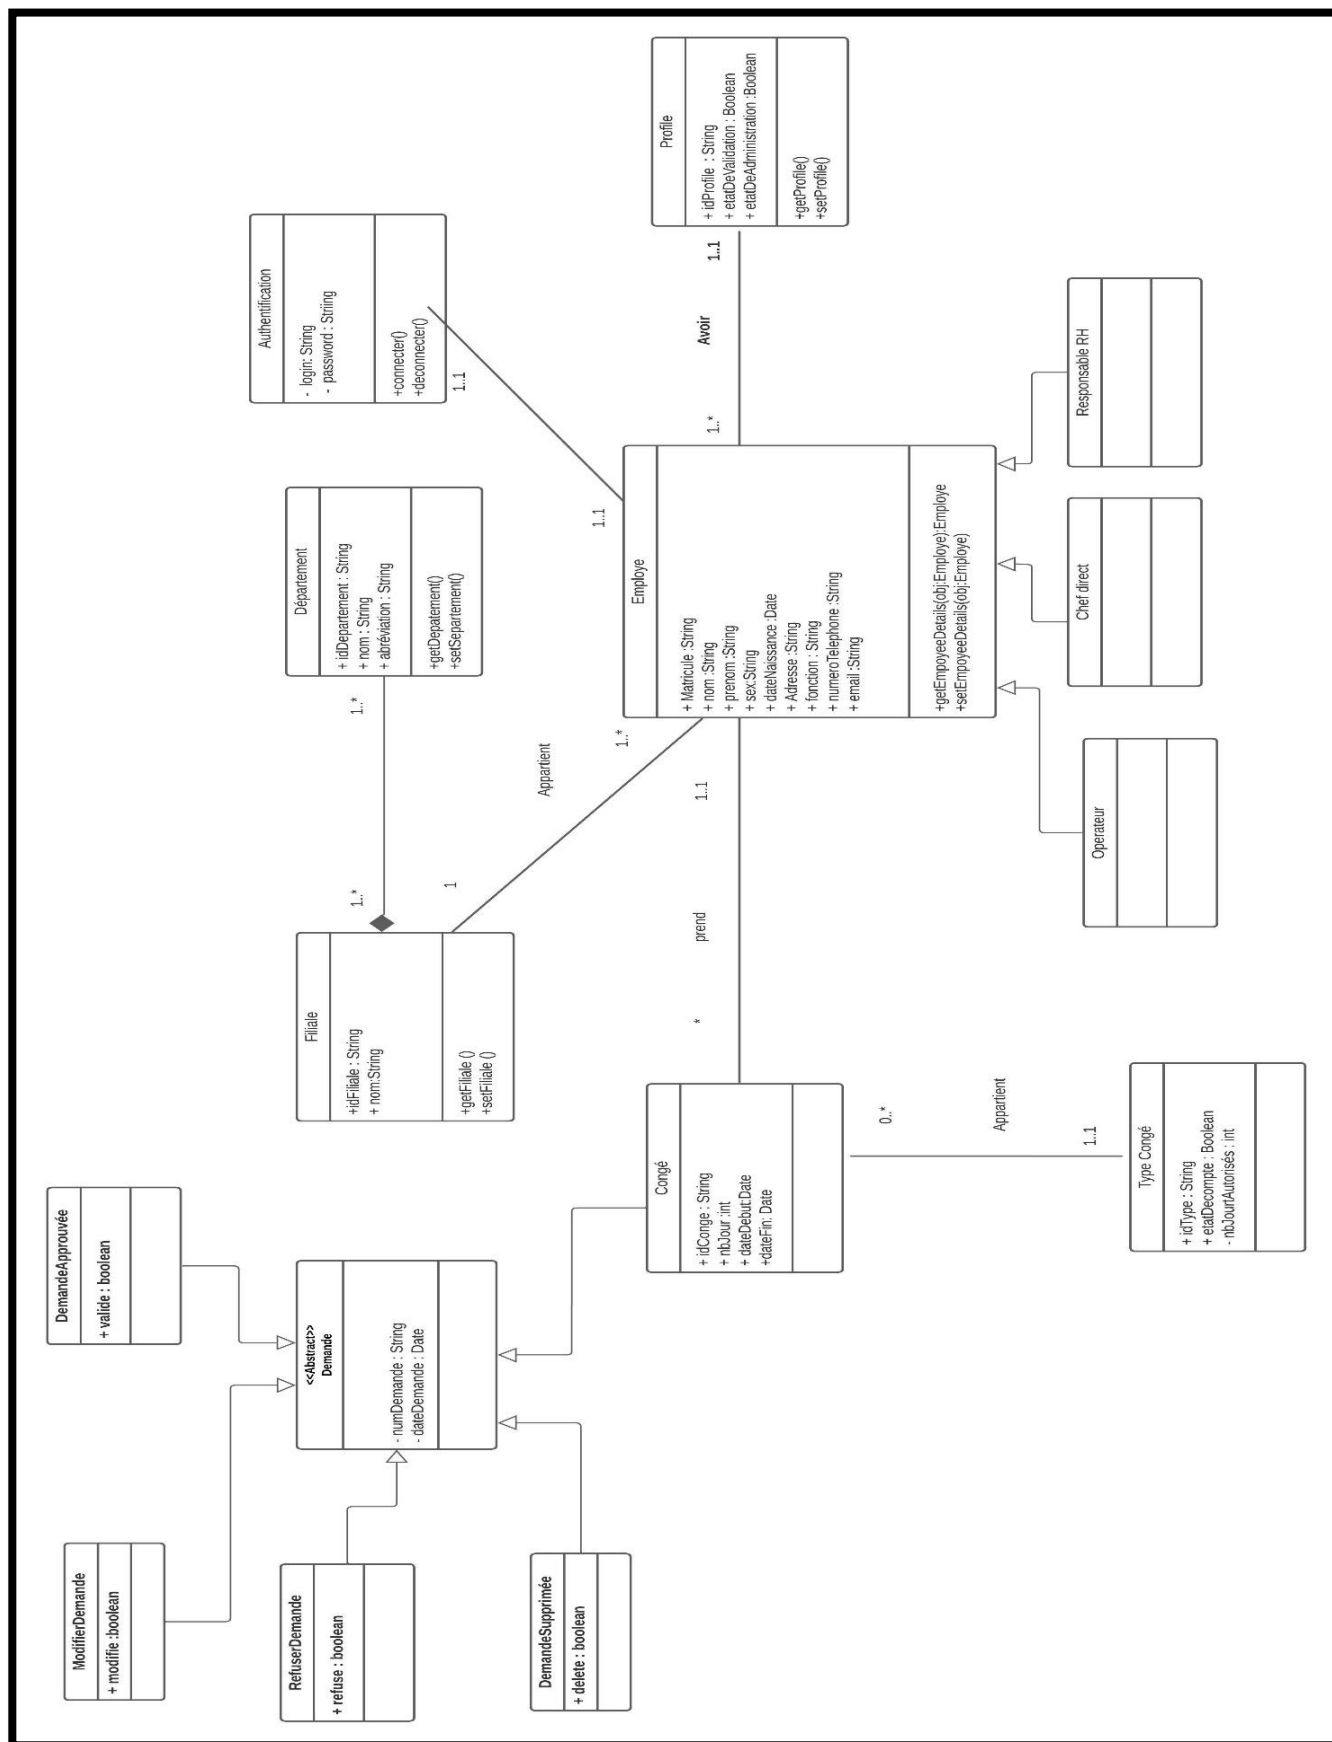 ModifierDemande
+ modifie :boolean
DemandeApprouvée
+ valide : boolean
RefuserDemande
+ refuse : boolean
<<Abstract>>
Demande
- numDemande : String
- dateDemande : Date
DemandeSupprimée
+ delete : boolean
Filiale
+idFiliale : String
+ nom:String
+getFiliale ()
+setFiliale ()
1..*
1..*
Département
+ idDepartement : String
+ nom : String
+ abréviation : String
+getDepatement()
+setSepartement()
Authentification
- login: String
- password : Striing
+connecter()
+deconnecter()
1..1
1..1
1
Appartient
1..*
Congé
+ idConge : String
+ nbJour :int
+ dateDebut:Date
+dateFin: Date
*
prend
1..1
Employe
+ Matricule :String
+ nom :String
+ prenom :String
+ sex:String
+ dateNaissance :Date
+ Adresse :String
+ fonction : String
+ numeroTelephone :String
+ email :String
+getEmpoyeeDetails(obj:Employe):Employe
+setEmpoyeeDetails(obj:Employe)
1..*
Avoir
1..1
Profile
+ idProfile : String
+ etatDeValidation : Boolean
+ etatDeAdministration :Boolean
+getProfile()
+setProfile()
0..*
Appartient
1..1
Type Congé
+ idType : String
+ etatDecompte : Boolean
- nbJourtAutorisés : int
Operateur
Chef direct
Responsable RH